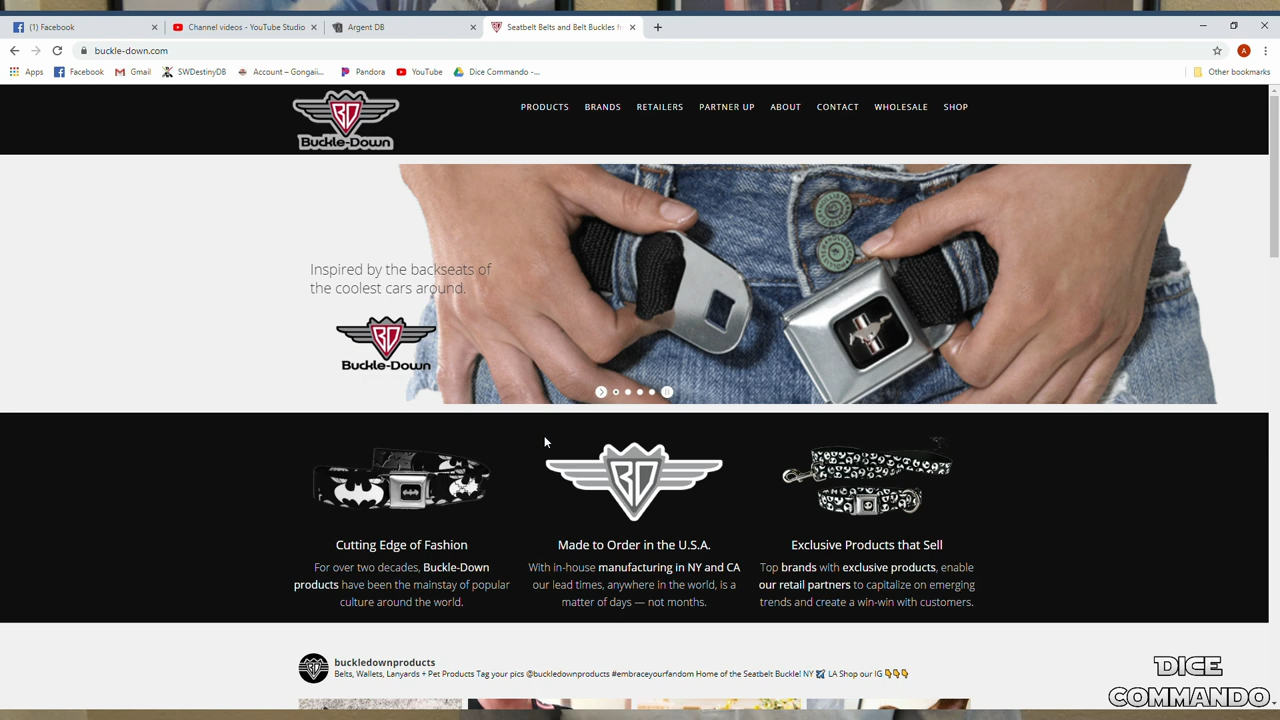 (1) Facebook
Channel videos - YouTube Studio
Argent DB
Seatbelt Belts and Belt Buckles fr
buckle-down.com
A
Apps
Facebook
Gmail
SWDestinyDB
Account – Gongaii...
Pandora
YouTube
Dice Commando -...
Other bookmarks
BD
Buckle-Down
PRODUCTS BRANDS RETAILERS PARTNER UP ABOUT CONTACT WHOLESALE SHOP
Inspired by the backseats of
the coolest cars around.
BD
Buckle-Down
BD
Cutting Edge of Fashion
For over two decades, Buckle-Down
products have been the mainstay of popular
culture around the world.
Made to Order in the U.S.A.
With in-house manufacturing in NY and CA
our lead times, anywhere in the world, is a
matter of days — not months.
Exclusive Products that Sell
Top brands with exclusive products, enable
our retail partners to capitalize on emerging
trends and create a win-win with customers.
buckledownproducts
Belts, Wallets, Lanyards + Pet Products Tag your pics @buckledownproducts #embraceyourfandom Home of the Seatbelt Buckle! NY ✈️ LA Shop our IG 👇👇👇
DICE
COMMANDO